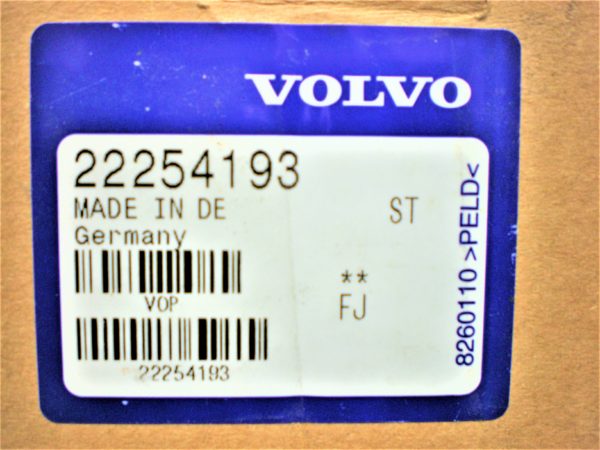 VOLVO
22254193
MADE IN DE
ST
Germany
**
VOP
FJ
22254193
8260110 >PELD<